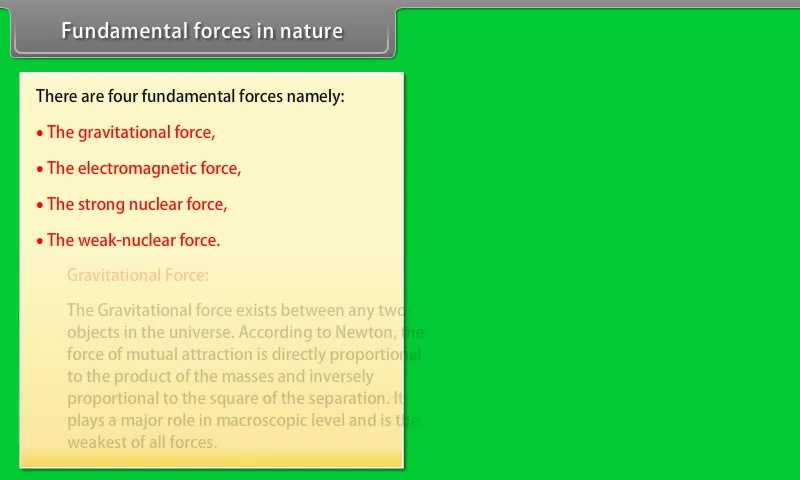 Fundamental forces in nature
There are four fundamental forces namely:
• The gravitational force,
• The electromagnetic force,
• The strong nuclear force,
• The weak-nuclear force.
Gravitational Force:
The Gravitational force exists between any two
objects in the universe. According to Newton, the
force of mutual attraction is directly proportional
to the product of the masses and inversely
proportional to the square of the separation. It
plays a major role in macroscopic level and is the
weakest of all forces.